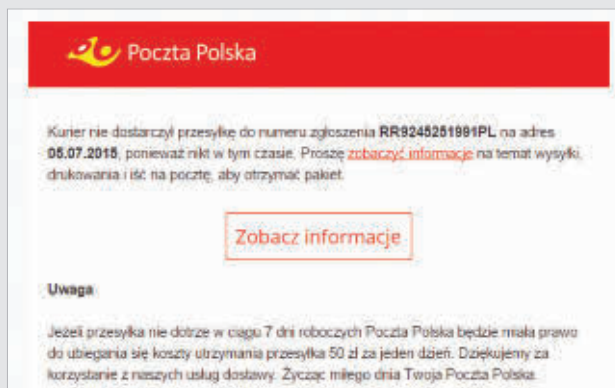 Poczta Polska
Kurier nie dostarczył przesyłkę do numeru zgłoszenia RR9245251991PL na adres
05.07.2015, ponieważ nikt w tym czasie. Proszę zobaczyć informacje na temat wysyłki,
drukowania i iść na pocztę, aby otrzymać pakiet.
Zobacz informacje
Uwaga
Jeżeli przesyłka nie dotrze w ciągu 7 dni roboczych Poczta Polska będzie miała prawo
do ubiegania się koszty utrzymania przesyłka 50 zł za jeden dzień. Dziękujemy za
korzystanie z naszych usług dostawy. Życząc miłego dnia Twoja Poczta Polska.